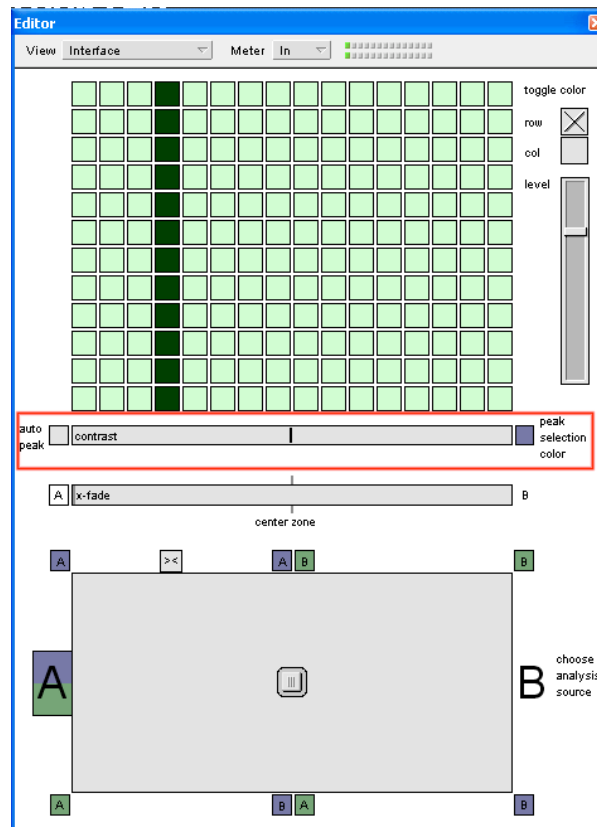 Editor
View Interface Meter In
toggle color
row
col
level
auto
peak
contrast
peak
selection
color
A x-fade B
center zone
A >< A B B
A
B
choose
analysis
source
A B A B